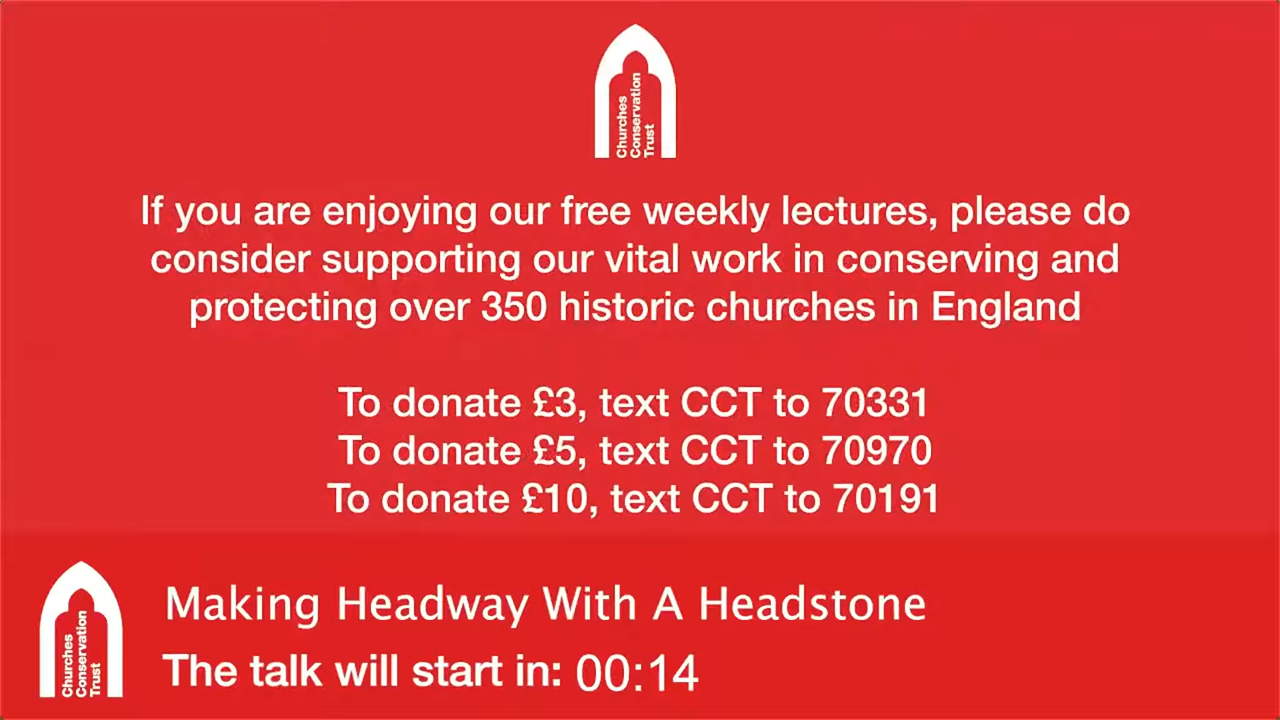 Churches
Conservation
Trust
If you are enjoying our free weekly lectures, please do
consider supporting our vital work in conserving and
protecting over 350 historic churches in England
To donate £3, text CCT to 70331
To donate £5, text CCT to 70970
To donate £10, text CCT to 70191
Churches
Conservation
Trust
Making Headway With A Headstone
The talk will start in: 00:14